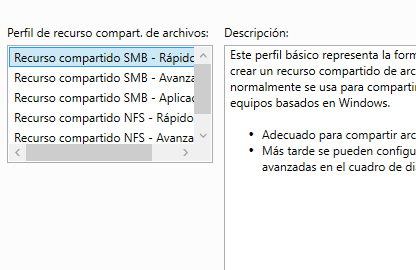 Perfil de recurso compart. de archivos:
Recurso compartido SMB - Rápido
Recurso compartido SMB - Avanza
Recurso compartido SMB - Aplicac
Recurso compartido NFS - Rápido
Recurso compartido NFS - Avanza
Descripción:
Este perfil básico representa la form
crear un recurso compartido de arc
normalmente se usa para compartir
equipos basados en Windows.
• Adecuado para compartir arc
• Más tarde se pueden configu
avanzadas en el cuadro de di